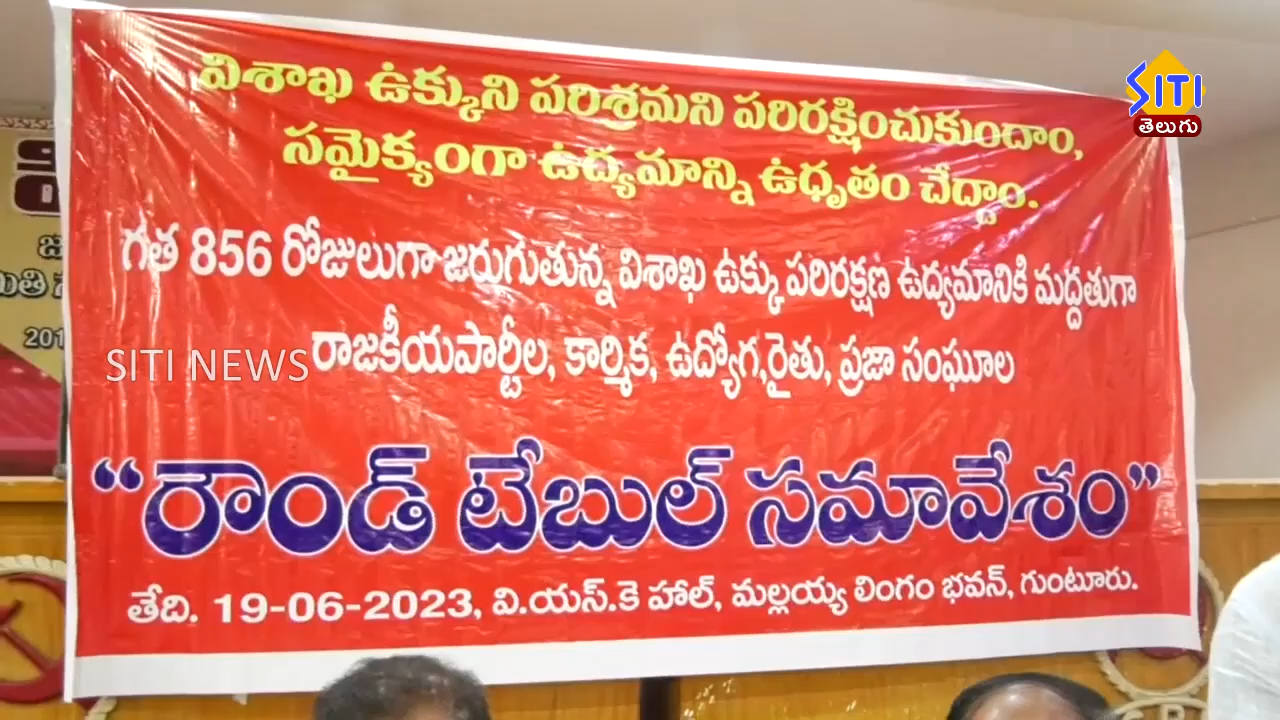 SITI
తెలుగు
విశాఖ ఉక్కుని పరిశ్రమని పరిరక్షించుకుందాం,
సమైక్యంగా ఉద్యమాన్ని ఉధృతం చేద్దాం.
గత 856 రోజులుగా జరుగుతున్న విశాఖ ఉక్కు పరిరక్షణ ఉద్యమానికి మద్దతుగా
రాజకీయపార్టీల, కార్మిక, ఉద్యోగ,రైతు, ప్రజా సంఘాల
SITI NEWS
“రౌండ్ టేబుల్ సమావేశం”
తేది. 19-06-2023, వి.యస్.కె హాల్, మల్లయ్య లింగం భవన్, గుంటూరు.
201